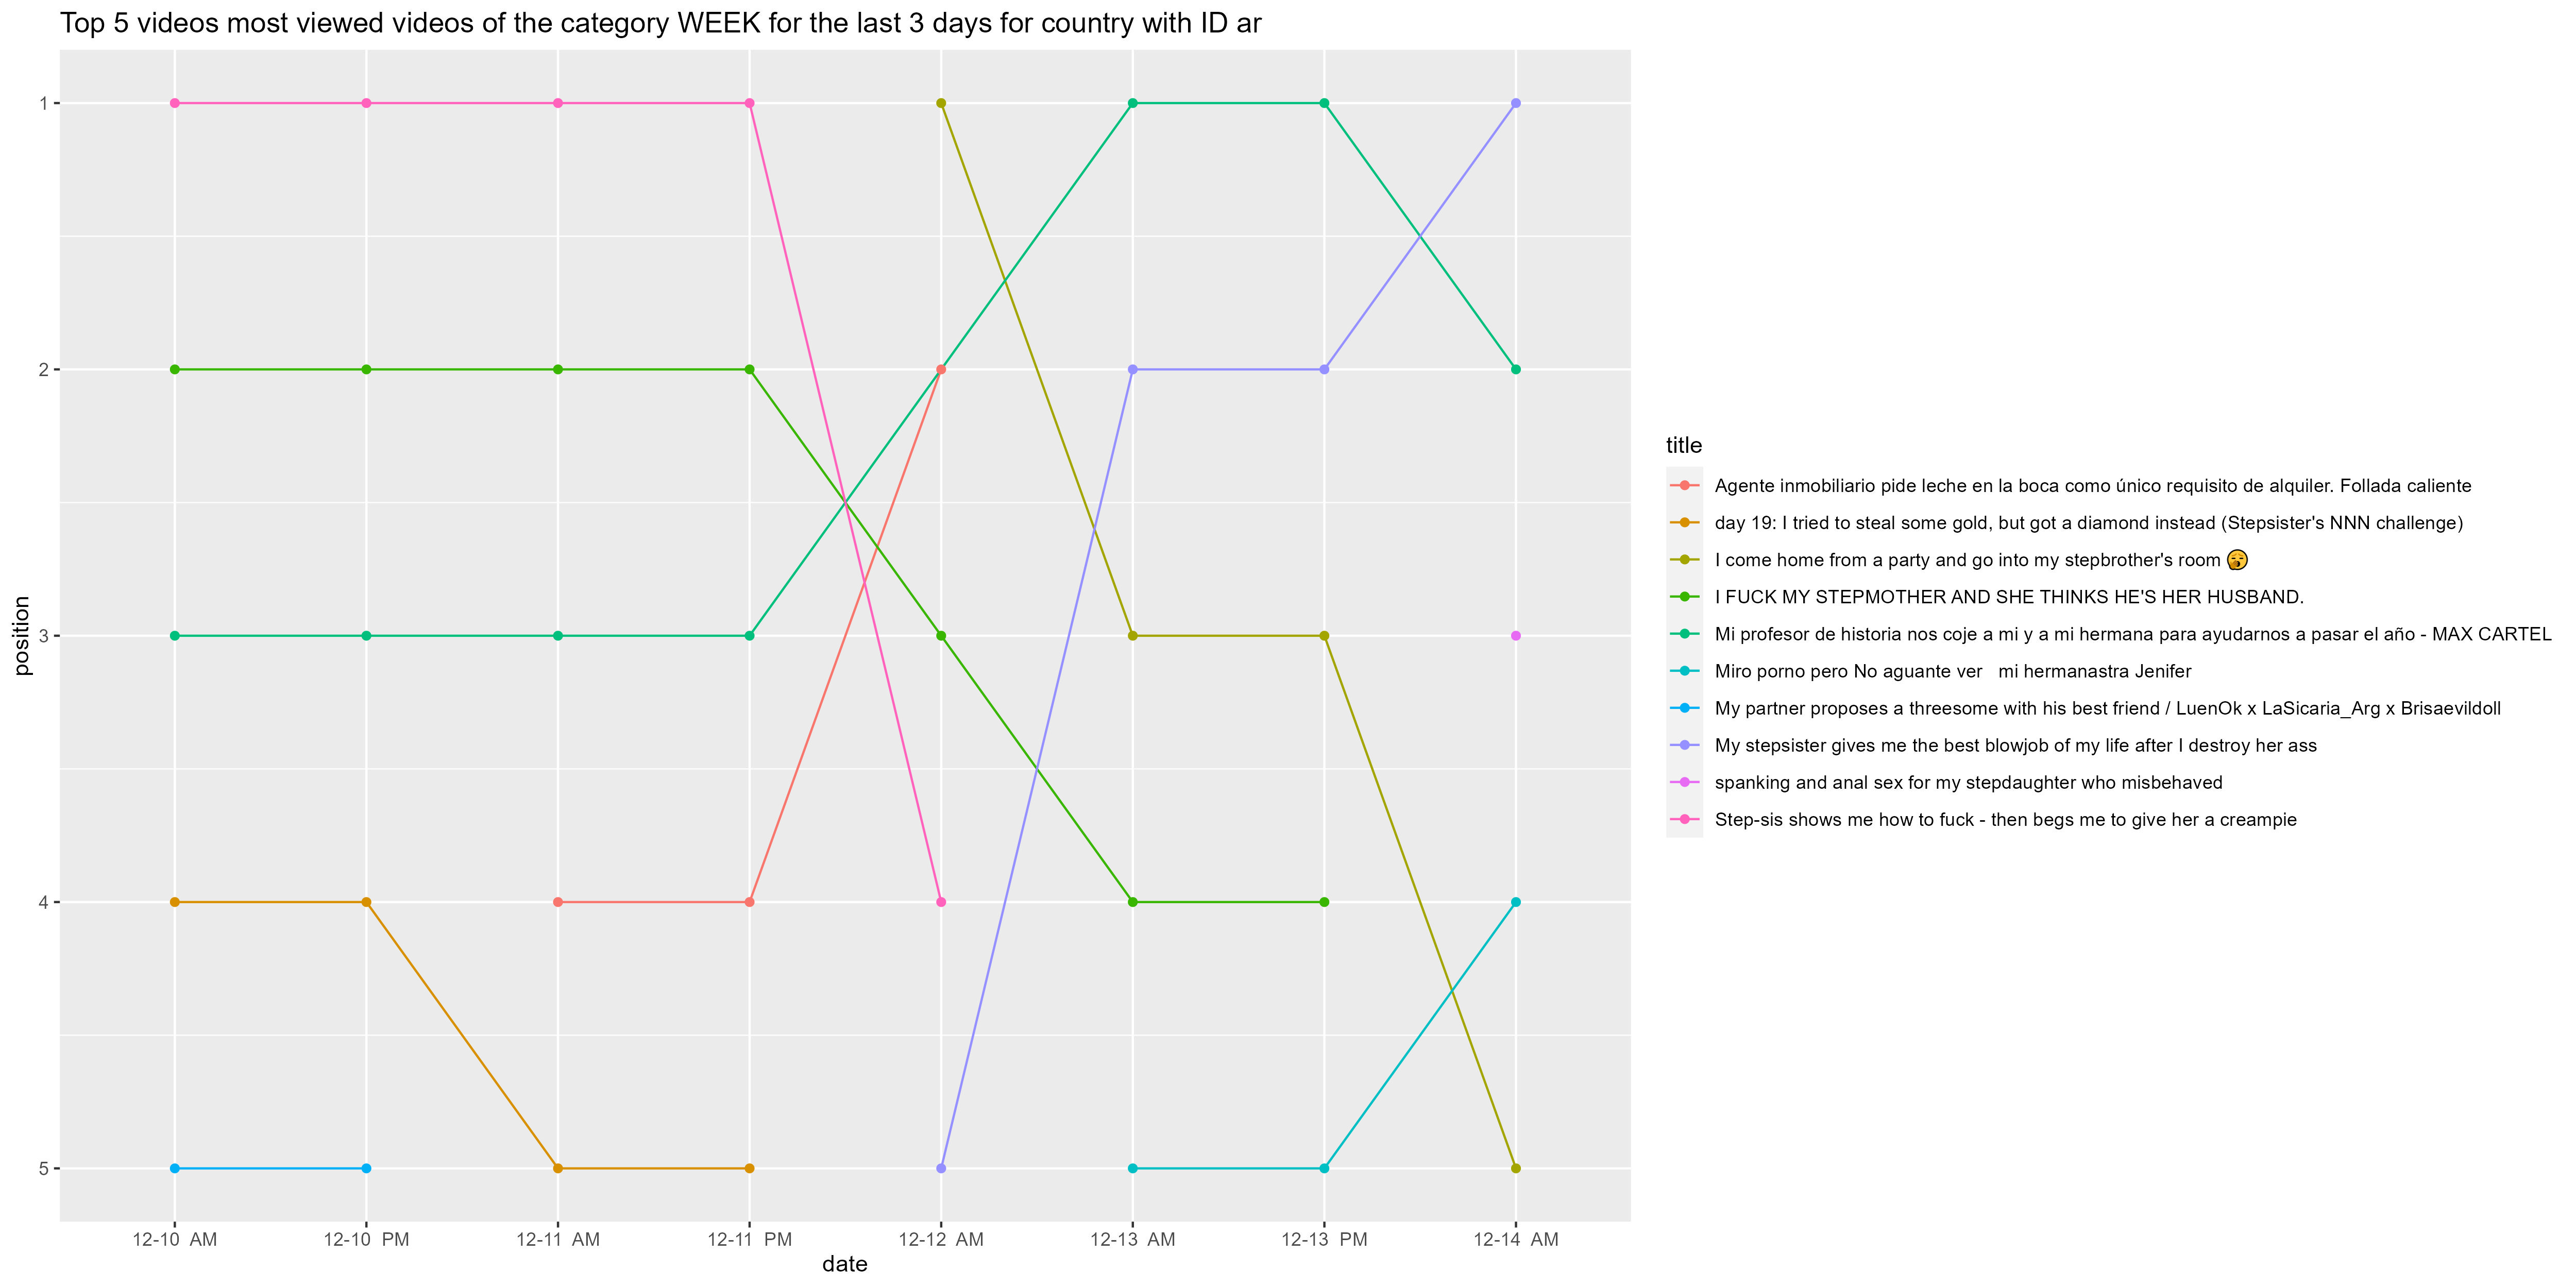 Top 5 videos most viewed videos of the category WEEK for the last 3 days for country with ID ar
position
1
2
3
4
5
12-10 AM
12-10 PM
12-11 AM
12-11 PM
12-12 AM
12-13 AM
12-13 PM
12-14 AM
date
title
Agente inmobiliario pide leche en la boca como único requisito de alquiler. Follada caliente
day 19: I tried to steal some gold, but got a diamond instead (Stepsister's NNN challenge)
I come home from a party and go into my stepbrother's room 🥱
I FUCK MY STEPMOTHER AND SHE THINKS HE'S HER HUSBAND.
Mi profesor de historia nos coje a mi y a mi hermana para ayudarnos a pasar el año - MAX CARTEL
Miro porno pero No aguante ver   mi hermanastra Jenifer
My partner proposes a threesome with his best friend / LuenOk x LaSicaria_Arg x Brisaevildoll
My stepsister gives me the best blowjob of my life after I destroy her ass
spanking and anal sex for my stepdaughter who misbehaved
Step-sis shows me how to fuck - then begs me to give her a creampie